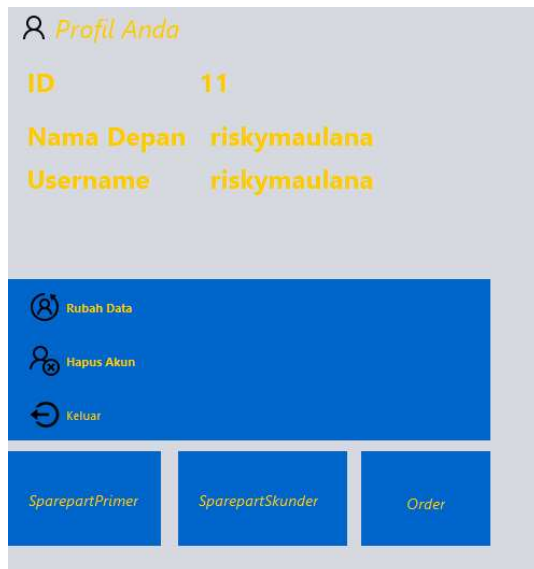 Profil Anda
ID 11
Nama Depan riskymaulana
Username riskymaulana
Rubah Data
Hapus Akun
Keluar
SparepartPrimer SparepartSkunder Order